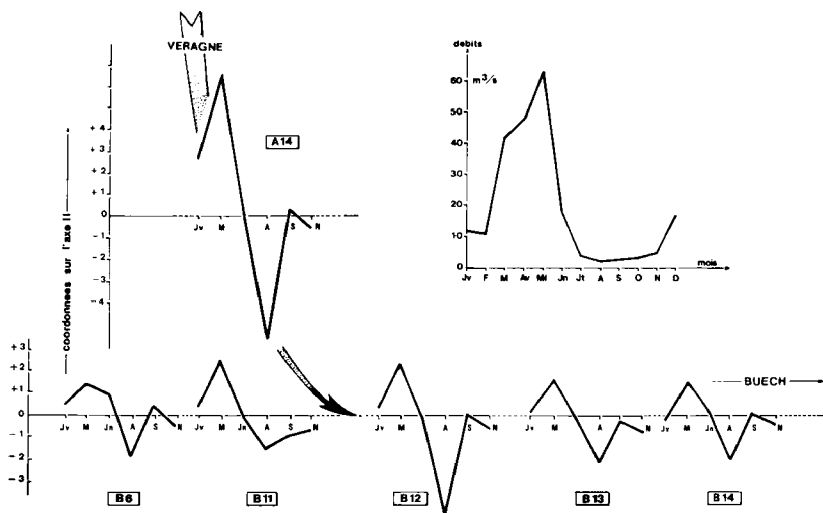 VERAGNE
debits
m³/s
60
50
40
30
20
10
0
mois
Jv F M Av Mi Jn Jt A S O N D
coordonnees sur l'axe II
+4
+3
+2
+1
0
-1
-2
-3
-4
A14
Jv M A S N
+3
+2
+1
0
-1
-2
-3
BUECH
Jv M Jn A S N
Jv M Jn A S N
Jv M A S N
Jv M A S N
Jv M Jn A S N
B6
B11
B12
B13
B14